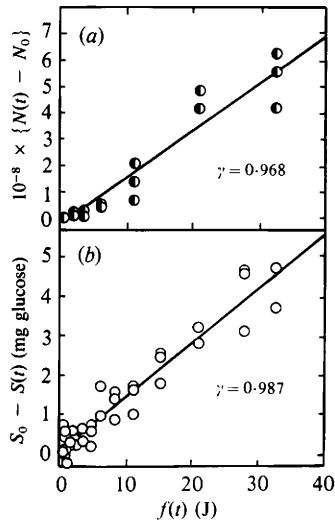 (a)
10⁻⁸ × {N(t) − N₀}
7
6
5
4
3
2
1
0
γ = 0·968
(b)
S₀ − S(t) (mg glucose)
5
4
3
2
1
0
γ = 0·987
0 10 20 30 40
f(t) (J)